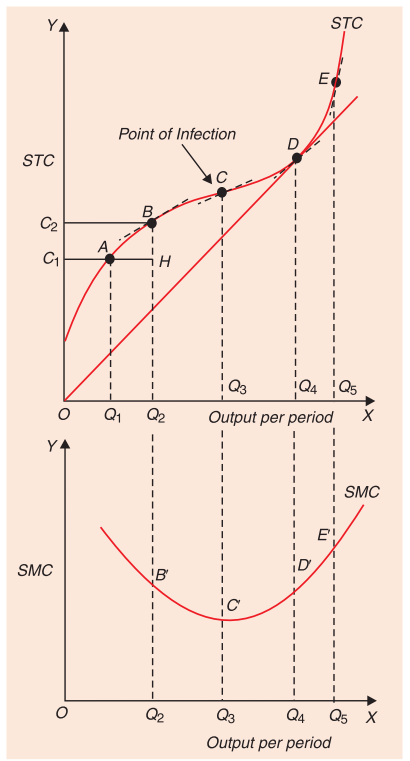 Y
STC
E
Point of Infection
D
STC
C
B
C2
A
C1
H
Q3
Q4
Q5
O
Q1
Q2
Output per period
X
Y
SMC
E′
SMC
B′
D′
C′
O
Q2
Q3
Q4
Q5
X
Output per period